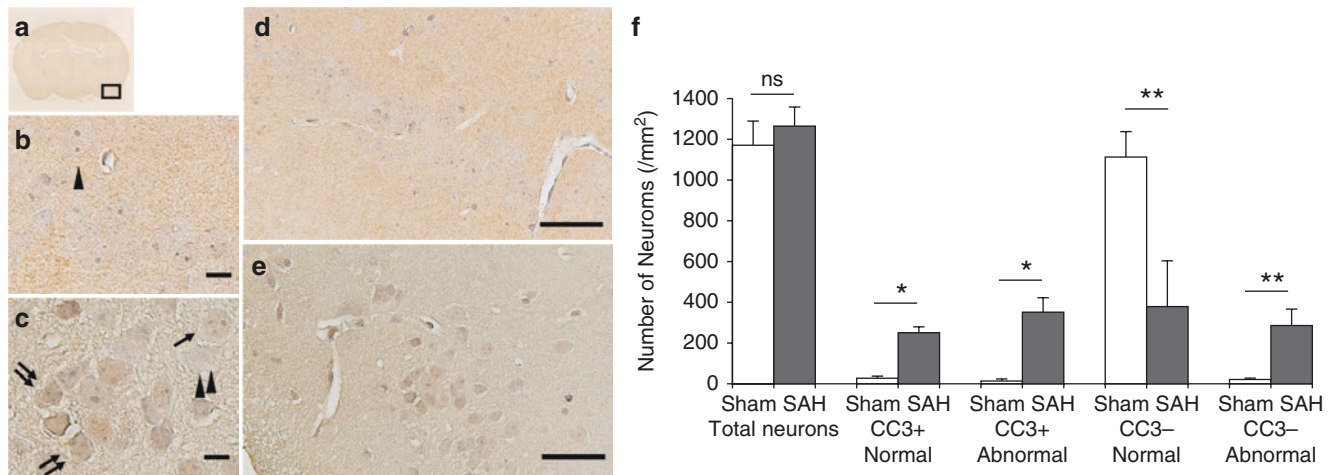 a
b
c
d
e
f
Number of Neuroms (/mm²)
1400
1200
1000
800
600
400
200
0
ns
*
*
**
**
Sham SAH Sham SAH Sham SAH Sham SAH Sham SAH
Total neurons CC3+ CC3+ CC3– CC3–
Normal Abnormal Normal Abnormal